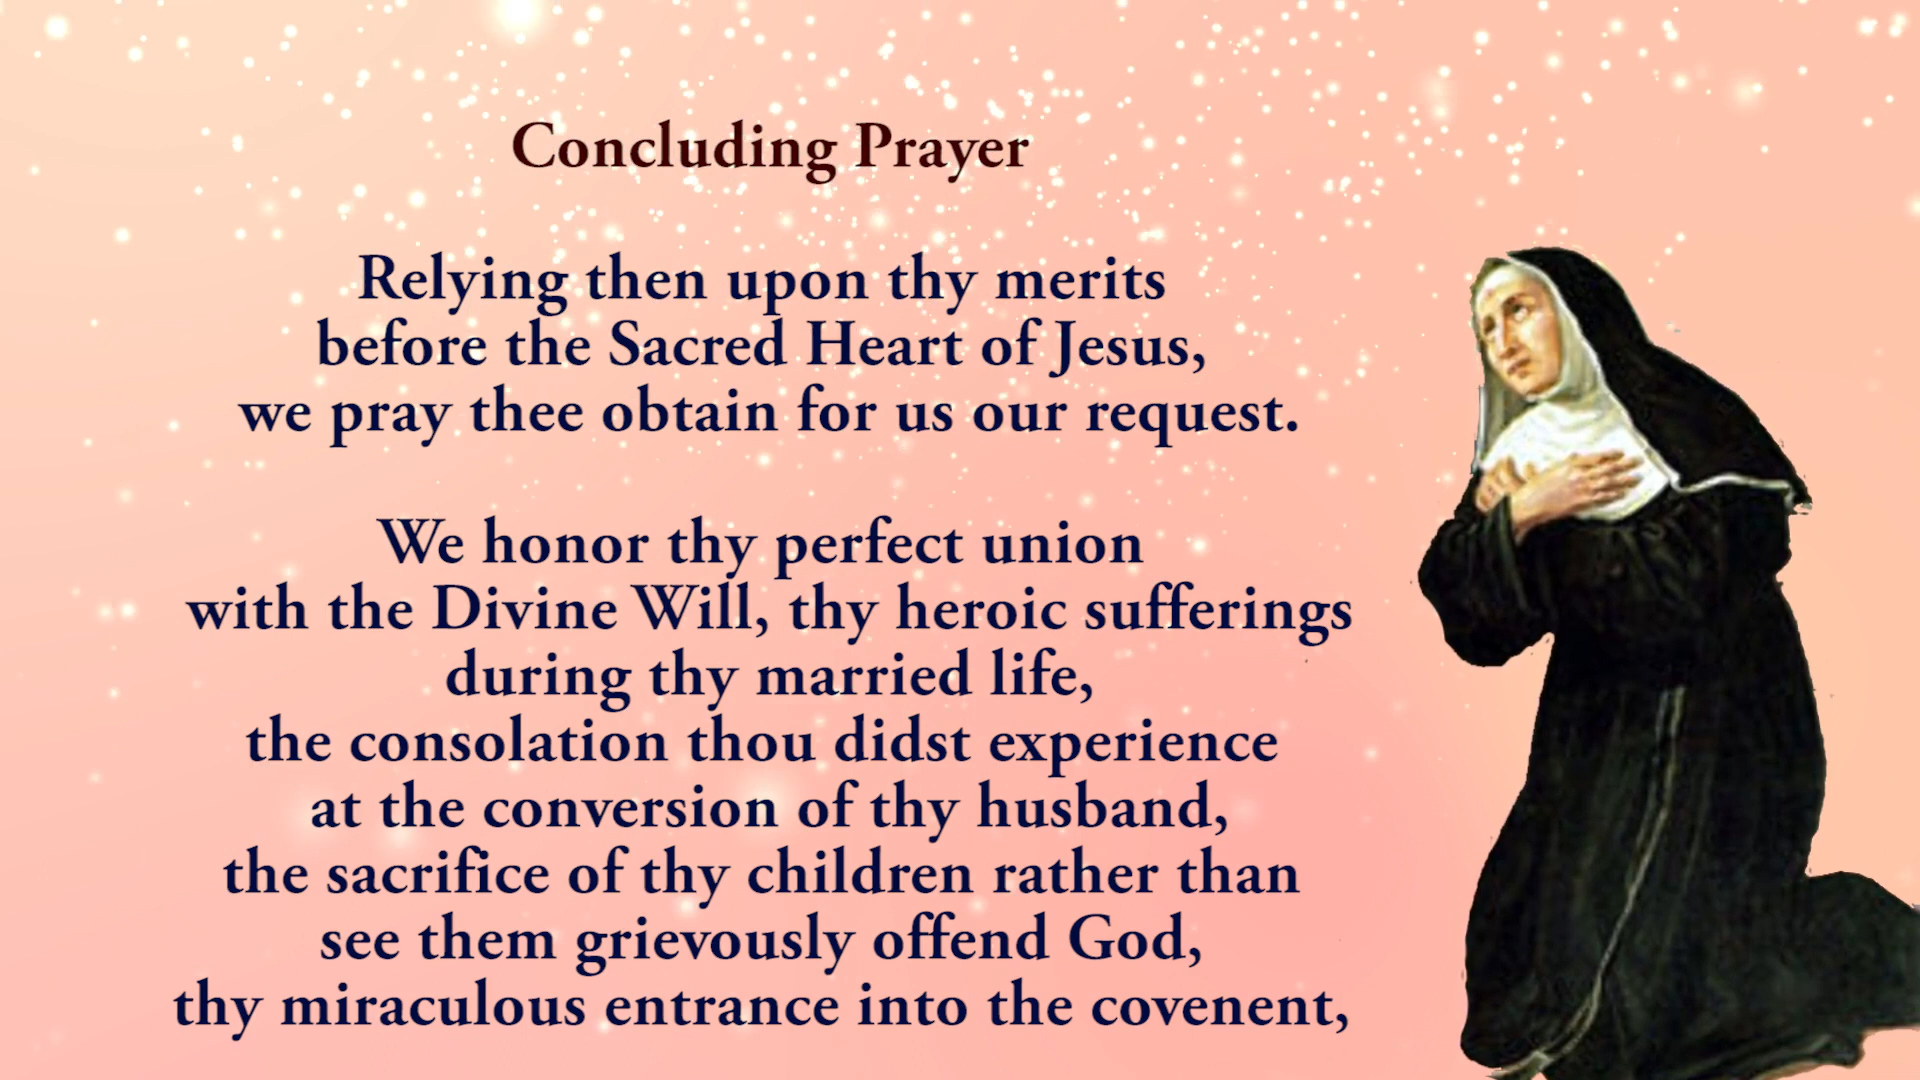 Concluding Prayer
Relying then upon thy merits
before the Sacred Heart of Jesus,
we pray thee obtain for us our request.
We honor thy perfect union
with the Divine Will, thy heroic sufferings
during thy married life,
the consolation thou didst experience
at the conversion of thy husband,
the sacrifice of thy children rather than
see them grievously offend God,
thy miraculous entrance into the covenent,